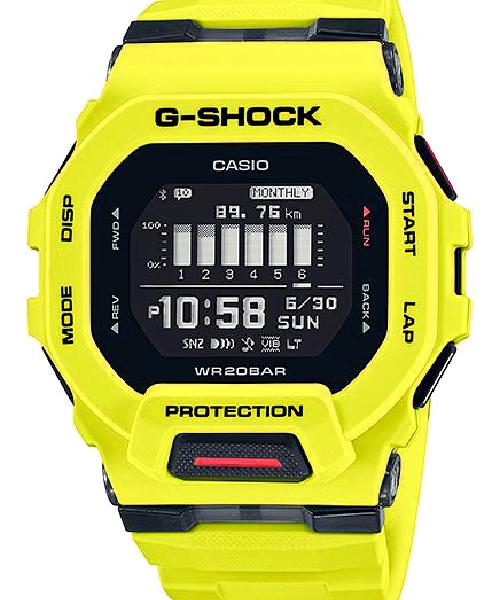 G-SHOCK
CASIO
MONTHLY
89.76 km
100
0%
1 2 3 4 5 6
P 10:58 6/30
SUN
SNZ VIB LT
WR20BAR
PROTECTION
DISP
FWD
MODE
REV
START
RUN
LAP
BACK